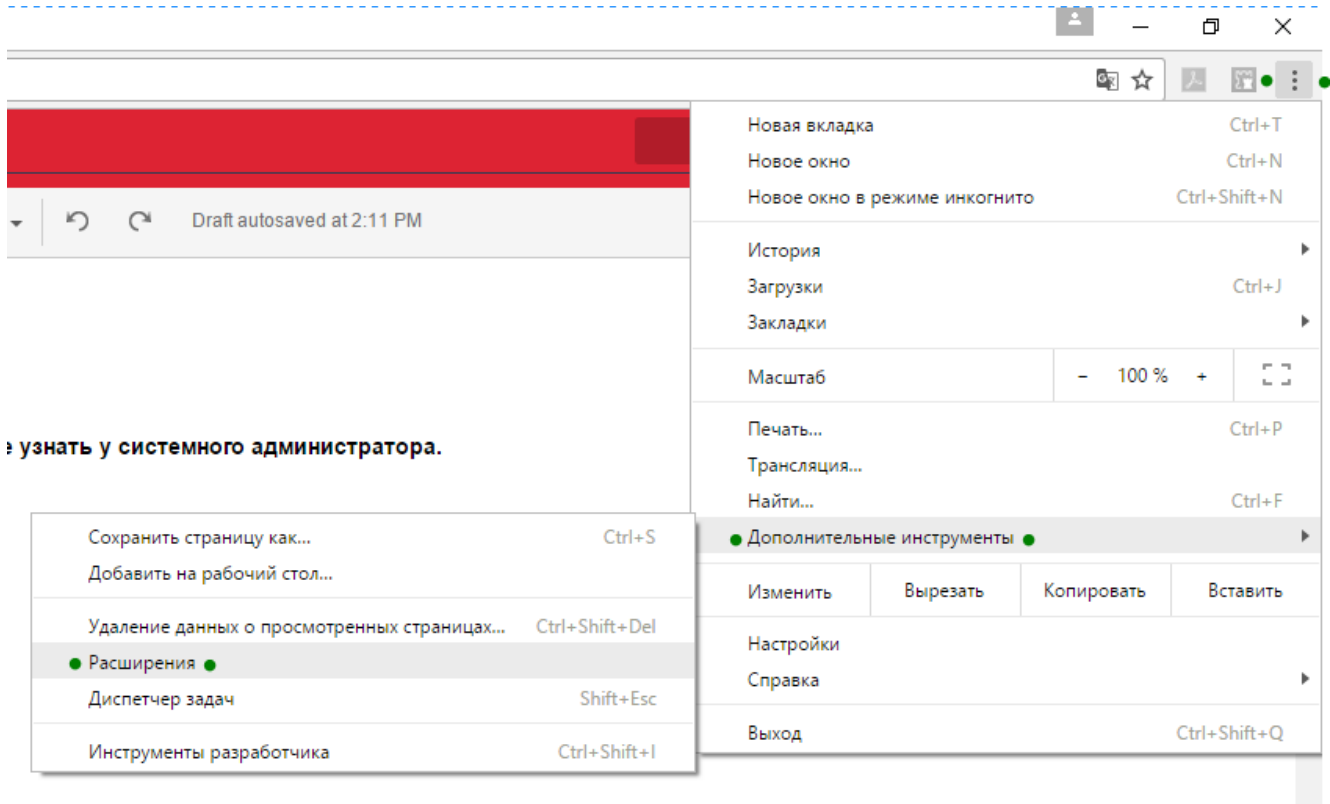 Новая вкладка Ctrl+T
Новое окно Ctrl+N
Новое окно в режиме инкогнито Ctrl+Shift+N
Draft autosaved at 2:11 PM
История
Загрузки Ctrl+J
Закладки
Масштаб - 100 % +
Печать... Ctrl+P
е узнать у системного администратора.
Трансляция...
Найти... Ctrl+F
Дополнительные инструменты
Изменить Вырезать Копировать Вставить
Настройки
Справка
Выход Ctrl+Shift+Q
Сохранить страницу как... Ctrl+S
Добавить на рабочий стол...
Удаление данных о просмотренных страницах... Ctrl+Shift+Del
Расширения
Диспетчер задач Shift+Esc
Инструменты разработчика Ctrl+Shift+I